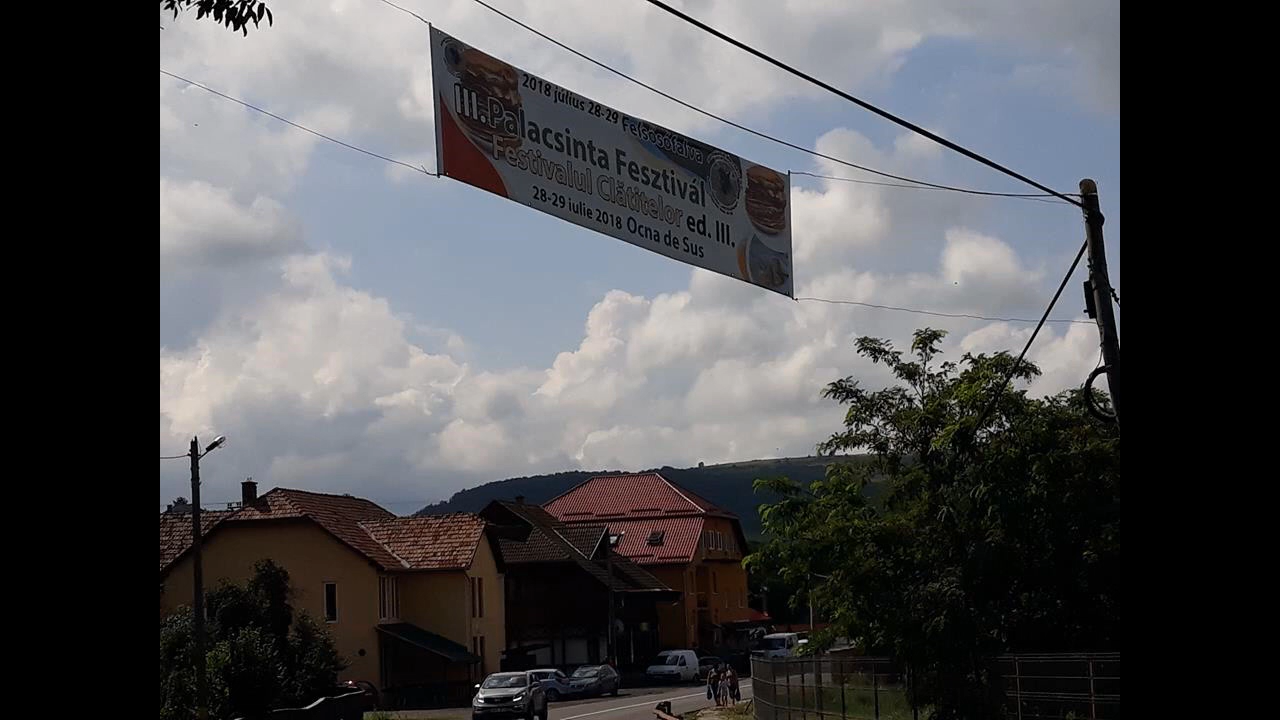 2018 július 28-29 Felsősófalva
III.Palacsinta Fesztivál
Festivalul Clătitelor ed. III.
28-29 iulie 2018 Ocna de Sus